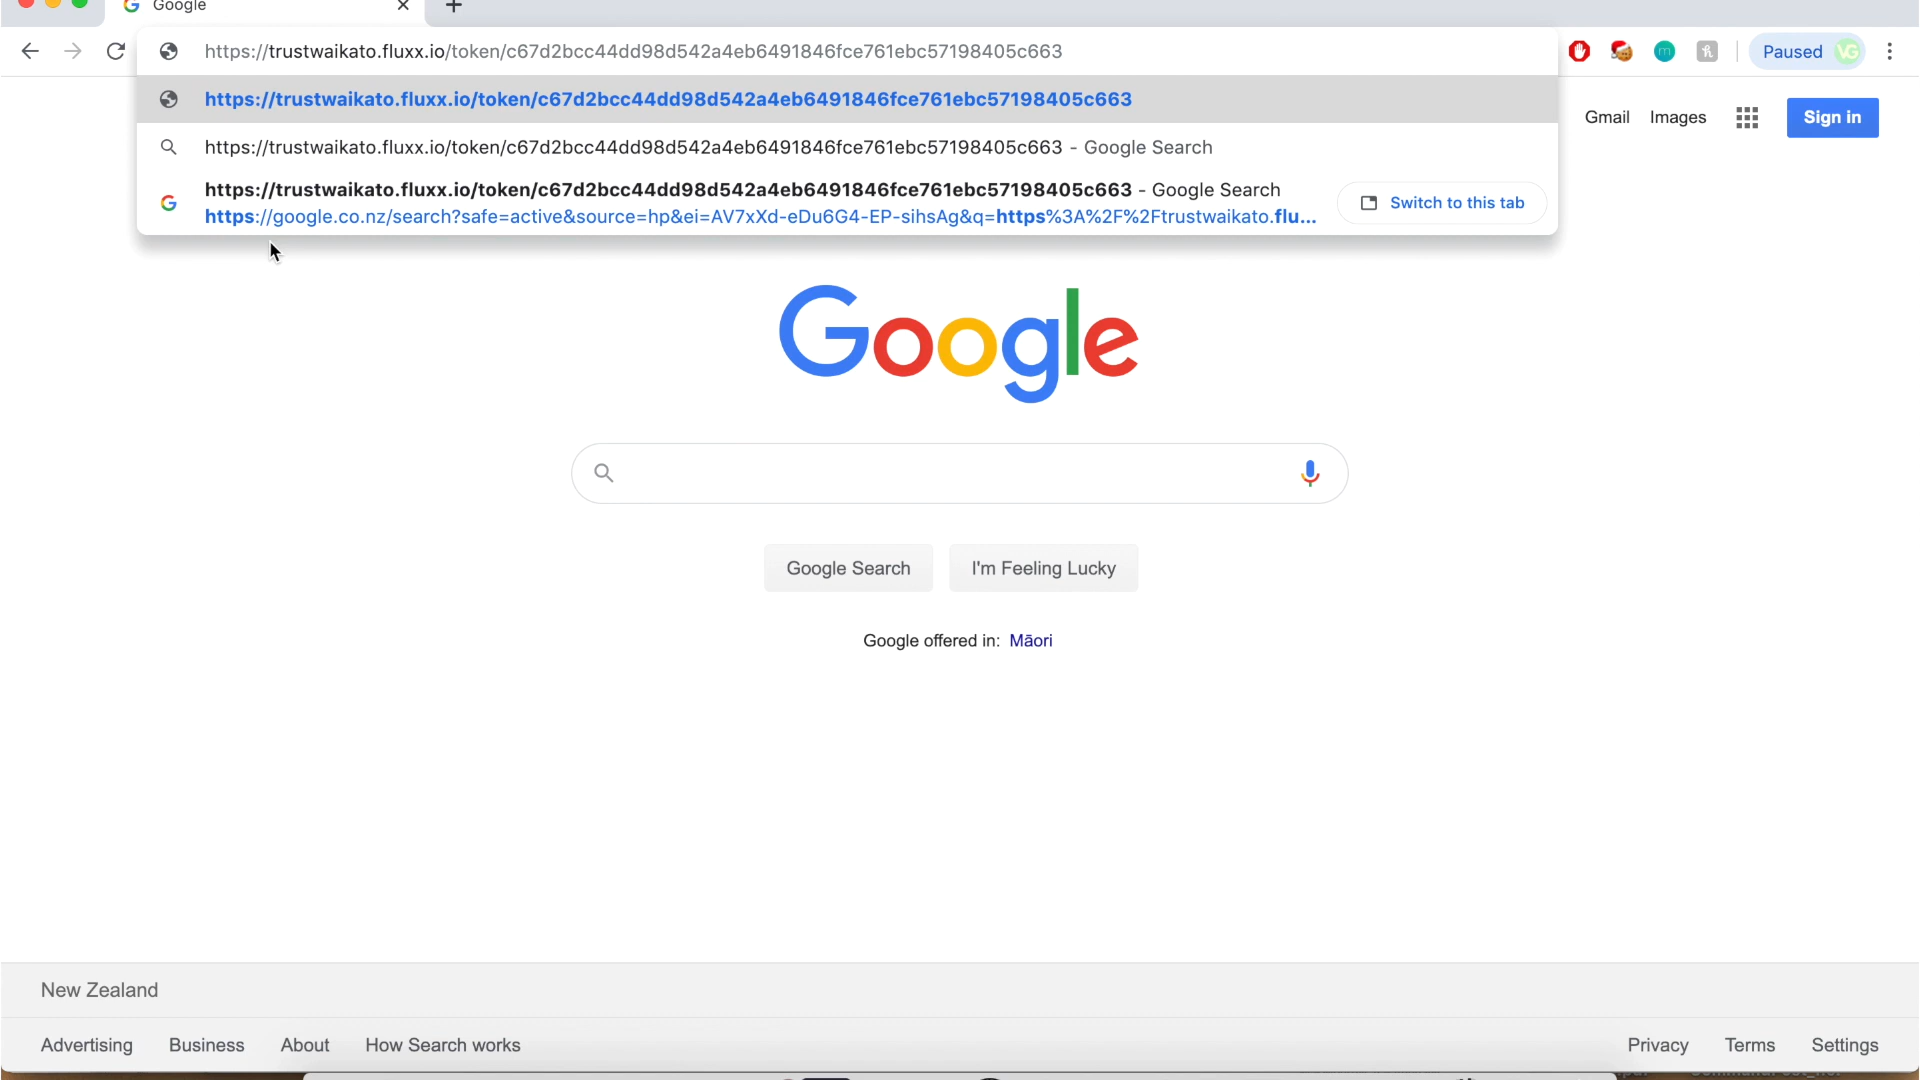 Google
https://trustwaikato.fluxx.io/token/c67d2bcc44dd98d542a4eb6491846fce761ebc57198405c663
Paused VG
https://trustwaikato.fluxx.io/token/c67d2bcc44dd98d542a4eb6491846fce761ebc57198405c663
Gmail Images Sign in
https://trustwaikato.fluxx.io/token/c67d2bcc44dd98d542a4eb6491846fce761ebc57198405c663 - Google Search
https://trustwaikato.fluxx.io/token/c67d2bcc44dd98d542a4eb6491846fce761ebc57198405c663 - Google Search
https://google.co.nz/search?safe=active&source=hp&ei=AV7xXd-eDu6G4-EP-sihsAg&q=https%3A%2F%2Ftrustwaikato.flu...
Switch to this tab
Google
Google Search I'm Feeling Lucky
Google offered in: Māori
New Zealand
Advertising Business About How Search works Privacy Terms Settings